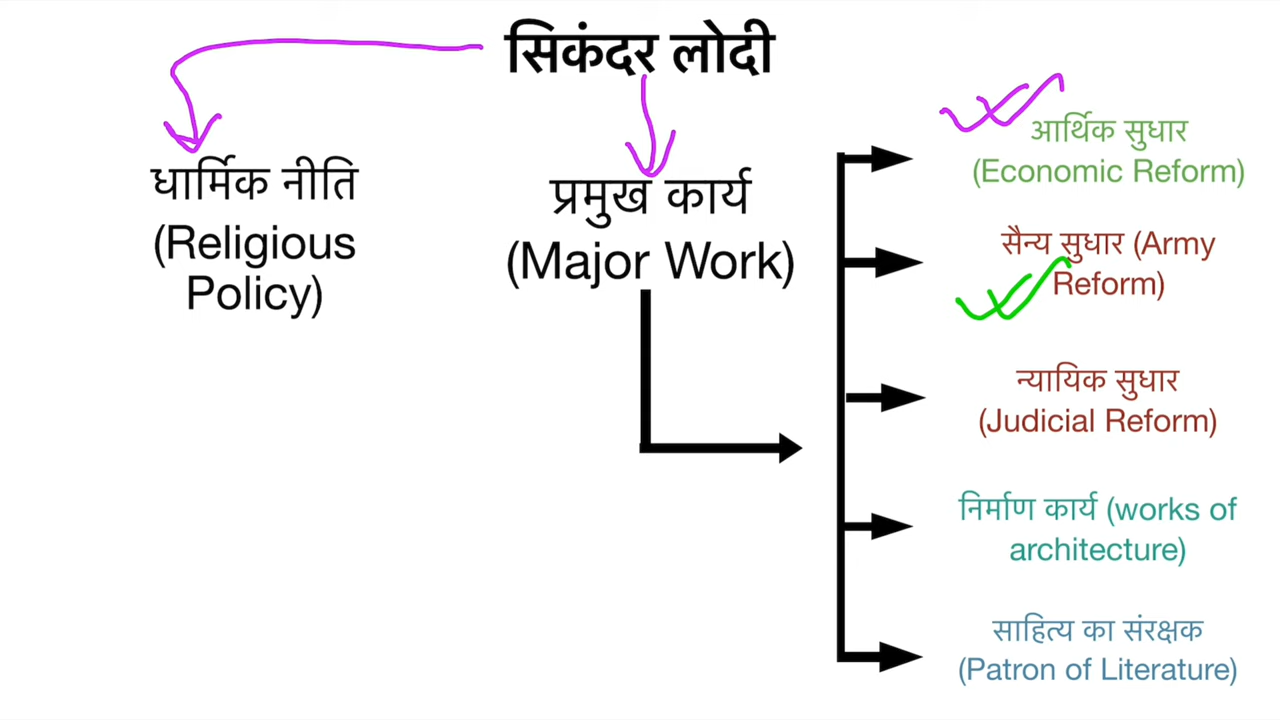 सिकंदर लोदी
धार्मिक नीति
(Religious
Policy)
प्रमुख कार्य
(Major Work)
आर्थिक सुधार
(Economic Reform)
सैन्य सुधार (Army
Reform)
न्यायिक सुधार
(Judicial Reform)
निर्माण कार्य (works of
architecture)
साहित्य का संरक्षक
(Patron of Literature)